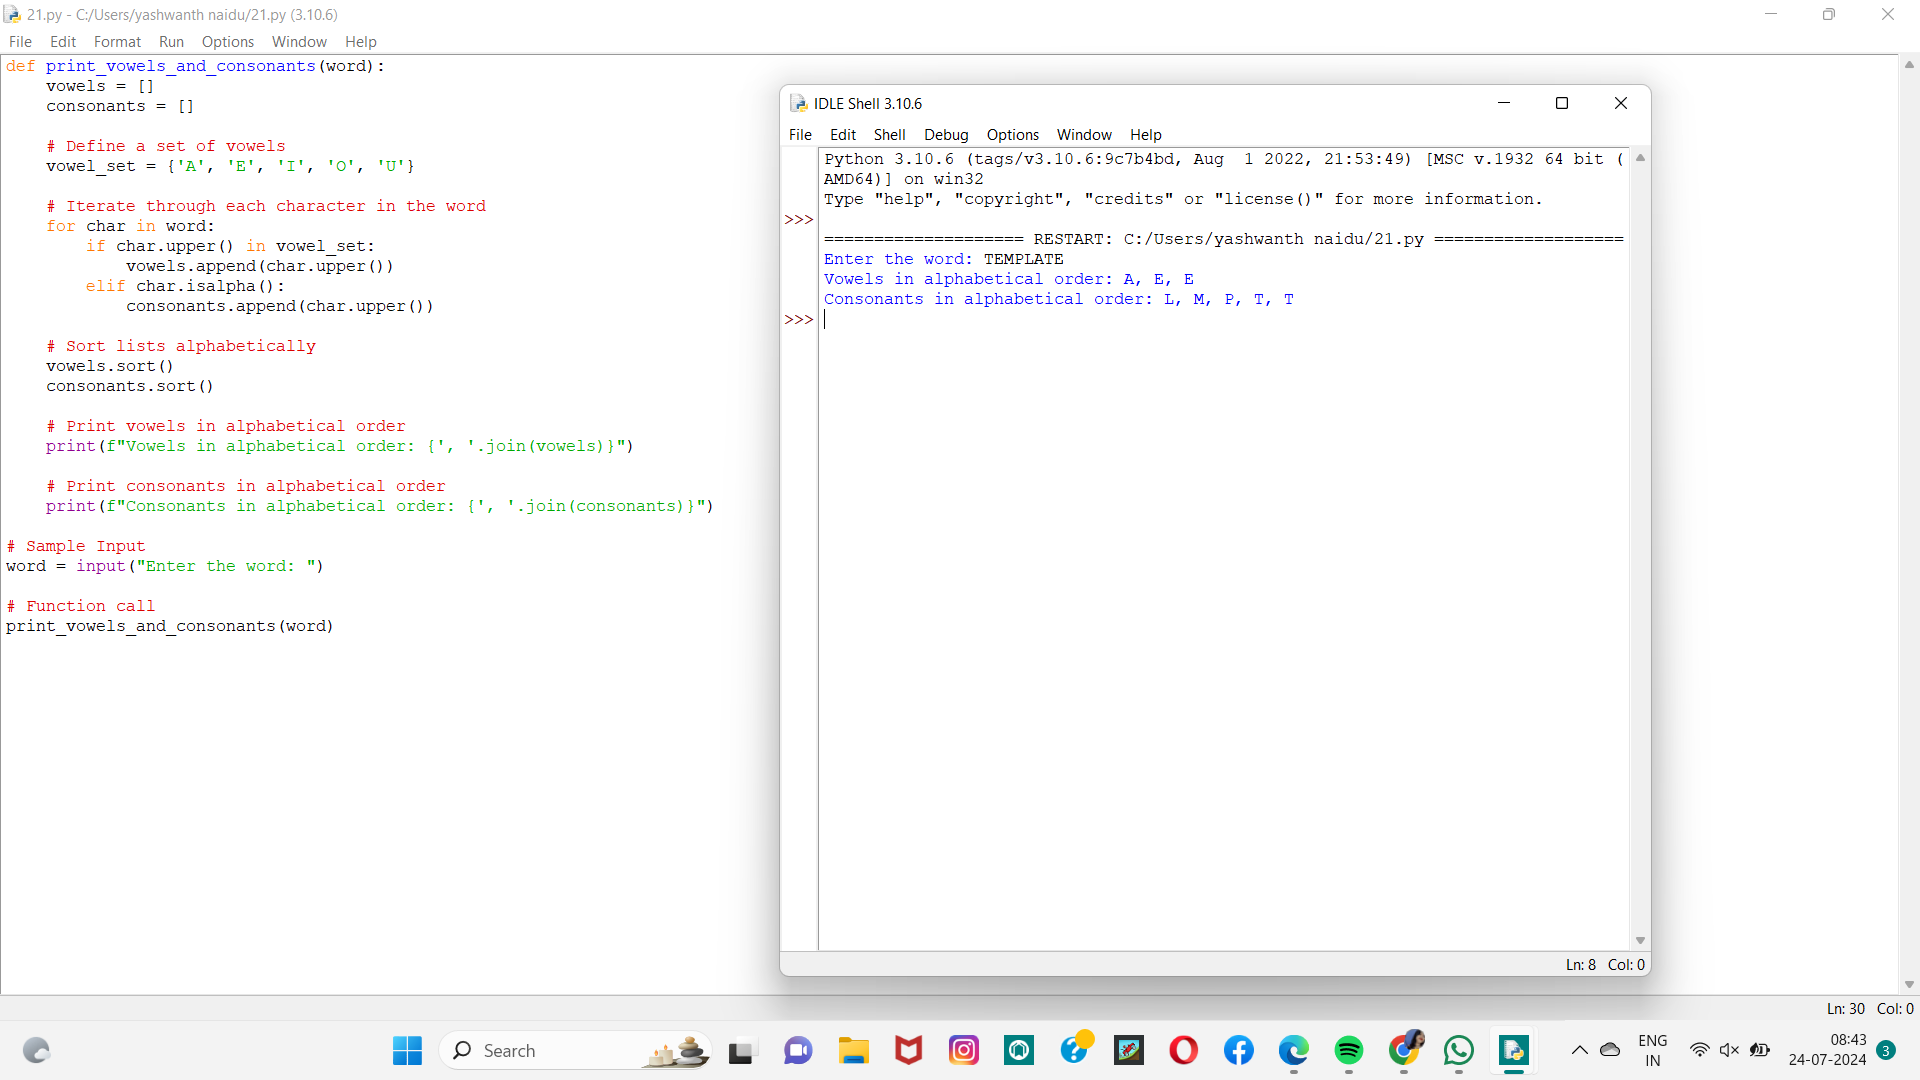 21.py - C:/Users/yashwanth naidu/21.py (3.10.6)
File Edit Format Run Options Window Help
def print_vowels_and_consonants(word):
    vowels = []
    consonants = []

    # Define a set of vowels
    vowel_set = {'A', 'E', 'I', 'O', 'U'}

    # Iterate through each character in the word
    for char in word:
        if char.upper() in vowel_set:
            vowels.append(char.upper())
        elif char.isalpha():
            consonants.append(char.upper())

    # Sort lists alphabetically
    vowels.sort()
    consonants.sort()

    # Print vowels in alphabetical order
    print(f"Vowels in alphabetical order: {', '.join(vowels)}")

    # Print consonants in alphabetical order
    print(f"Consonants in alphabetical order: {', '.join(consonants)}")

# Sample Input
word = input("Enter the word: ")

# Function call
print_vowels_and_consonants(word)
IDLE Shell 3.10.6
File Edit Shell Debug Options Window Help
Python 3.10.6 (tags/v3.10.6:9c7b4bd, Aug  1 2022, 21:53:49) [MSC v.1932 64 bit (
AMD64)] on win32
Type "help", "copyright", "credits" or "license()" for more information.
>>>
==================== RESTART: C:/Users/yashwanth naidu/21.py ===================
Enter the word: TEMPLATE
Vowels in alphabetical order: A, E, E
Consonants in alphabetical order: L, M, P, T, T
>>>
Ln: 8 Col: 0
Ln: 30 Col: 0
Search
ENG
IN
08:43
24-07-2024
3